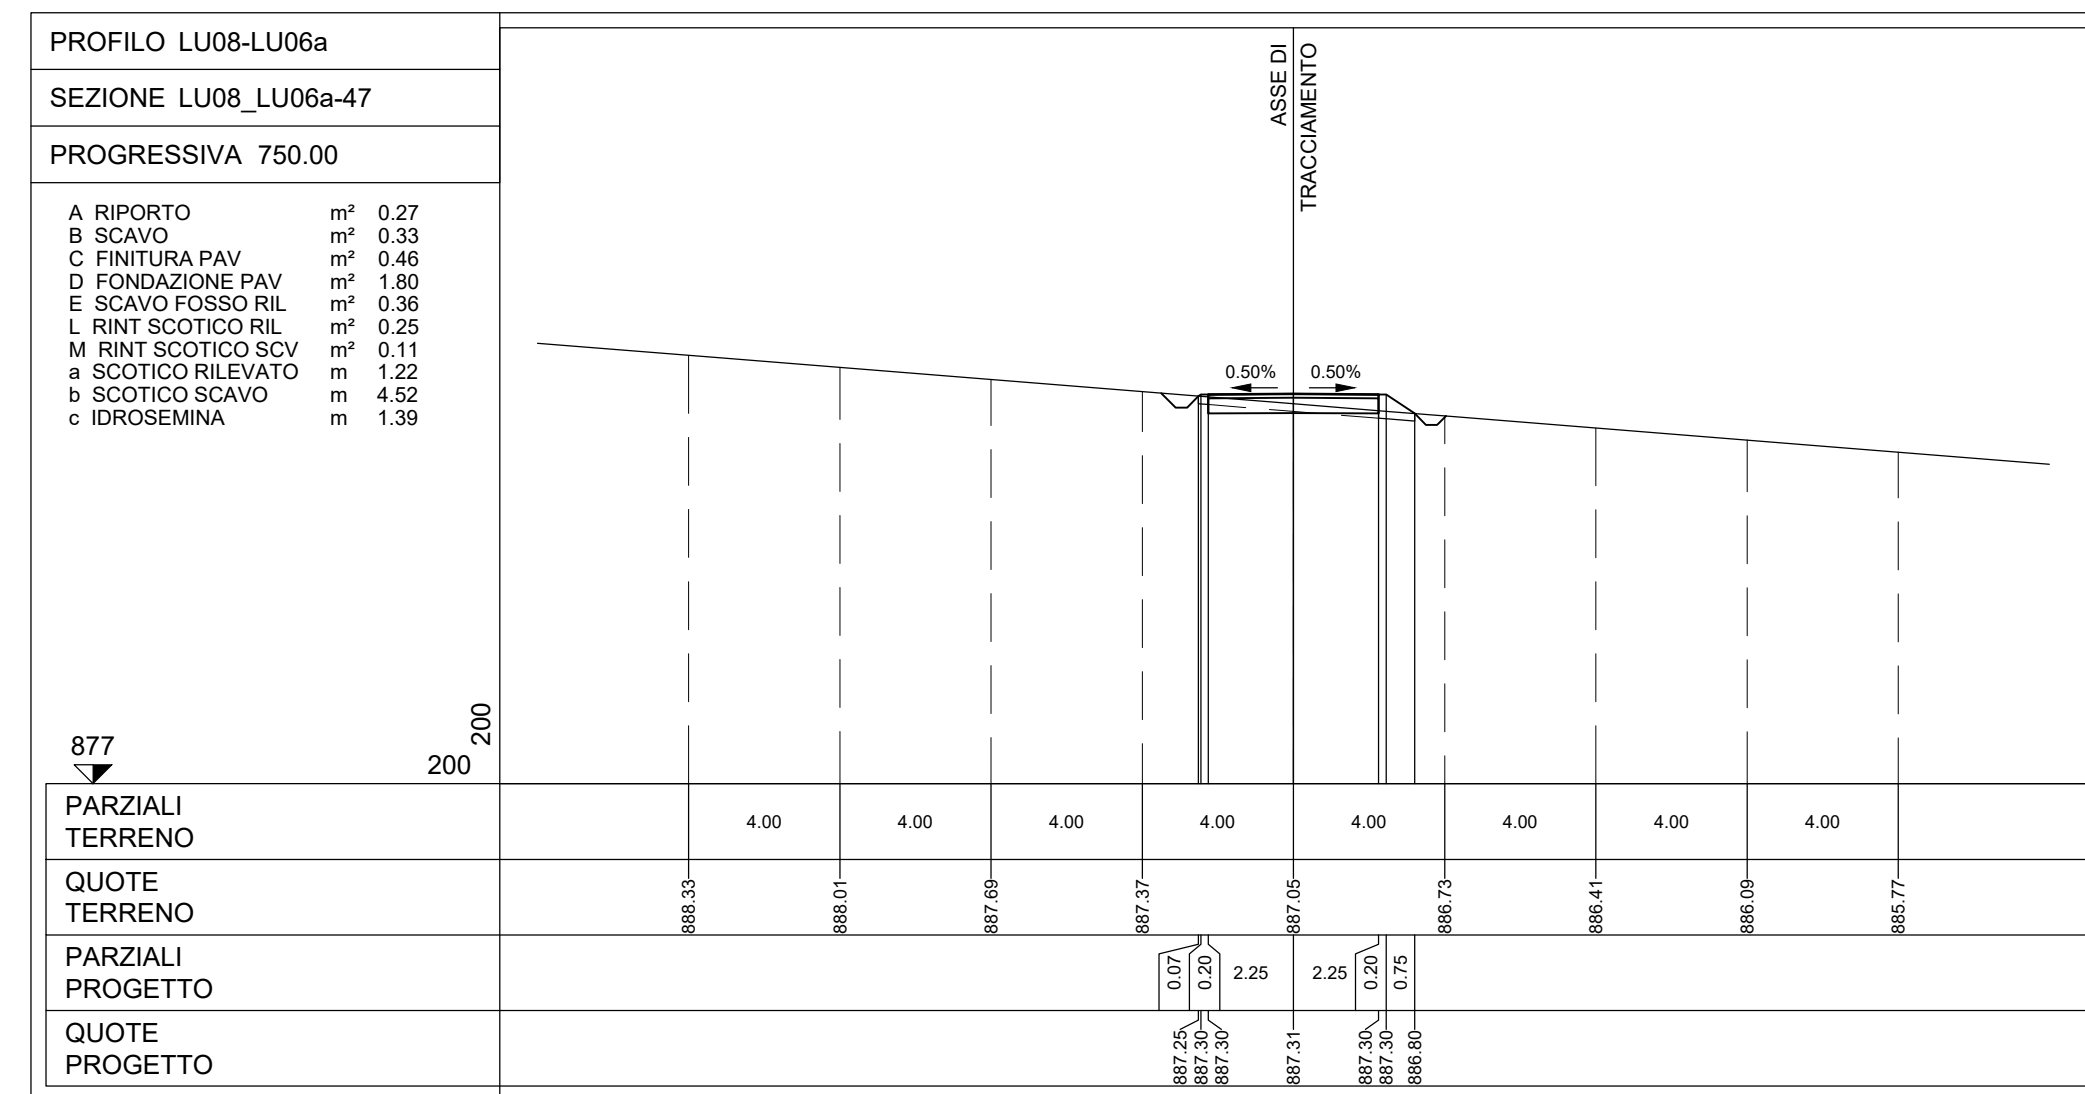 PROFILO LU08-LU06a
SEZIONE LU08_LU06a-47
PROGRESSIVA 750.00
A RIPORTO m² 0.27
B SCAVO m² 0.33
C FINITURA PAV m² 0.46
D FONDAZIONE PAV m² 1.80
E SCAVO FOSSO RIL m² 0.36
L RINT SCOTICO RIL m² 0.25
M RINT SCOTICO SCV m² 0.11
a SCOTICO RILEVATO m 1.22
b SCOTICO SCAVO m 4.52
c IDROSEMINA m 1.39
ASSE DI
TRACCIAMENTO
0.50% 0.50%
877
200
200
PARZIALI
TERRENO
4.00 4.00 4.00 4.00 4.00 4.00 4.00 4.00
QUOTE
TERRENO
888.33 888.01 887.69 887.37 887.05 886.73 886.41 886.09 885.77
PARZIALI
PROGETTO
0.07 0.20 2.25 2.25 0.20 0.75
QUOTE
PROGETTO
887.25 887.30 887.30 887.31 887.30 887.30 886.80